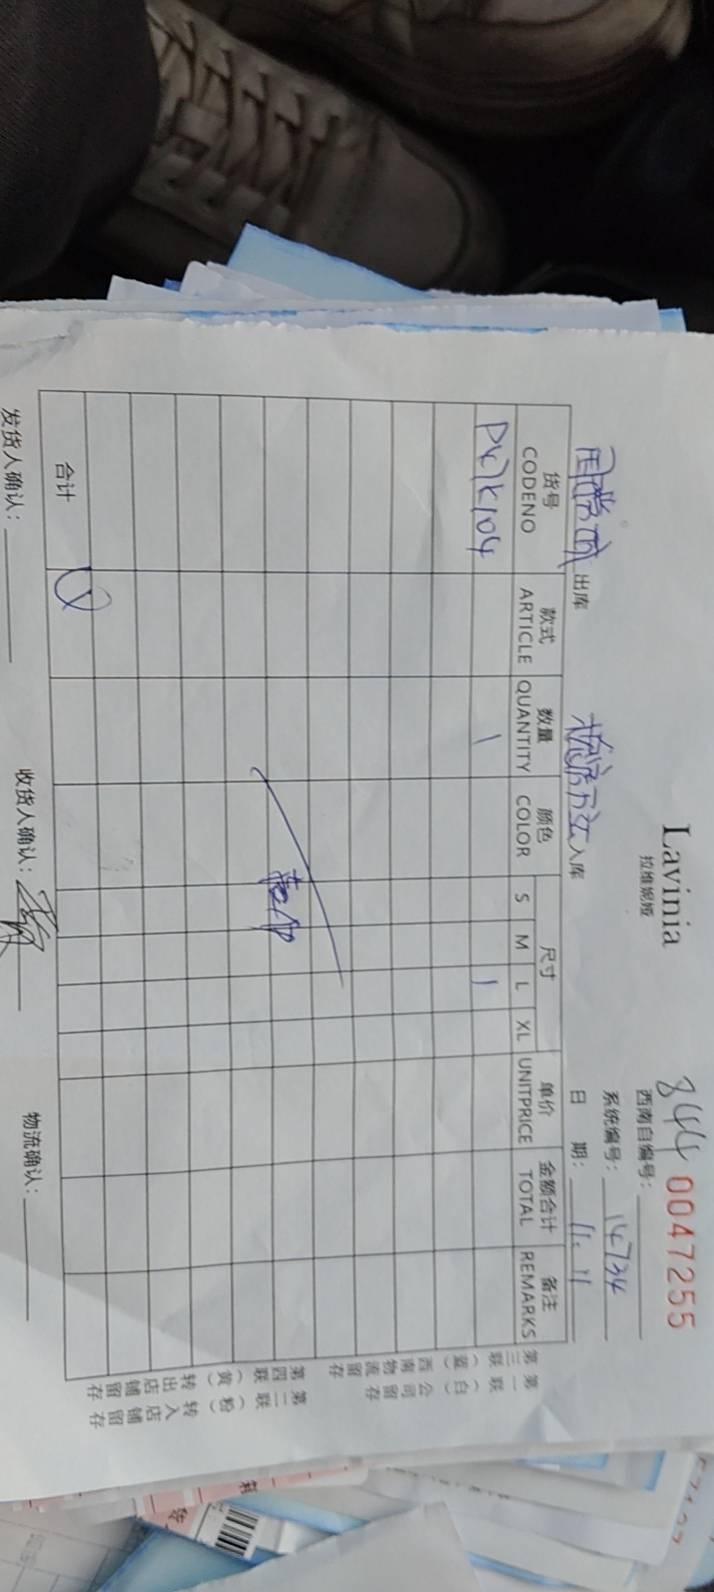 Lavinia
拉维妮娅
844 0047255
西南自编号：
系统编号：14734
出库
入库
日 期：11.11
货号 款式 数量 颜色 尺寸 单价 金额合计 备注
CODENO ARTICLE QUANTITY COLOR S M L XL UNITPRICE TOTAL REMARKS
1 1
合计
第一联（白）公司留存
第二联（粉）转入店铺留存
第三联（蓝）西南物流留存
第四联（黄）转出店铺留存
发货人确认：
收货人确认：
物流确认：